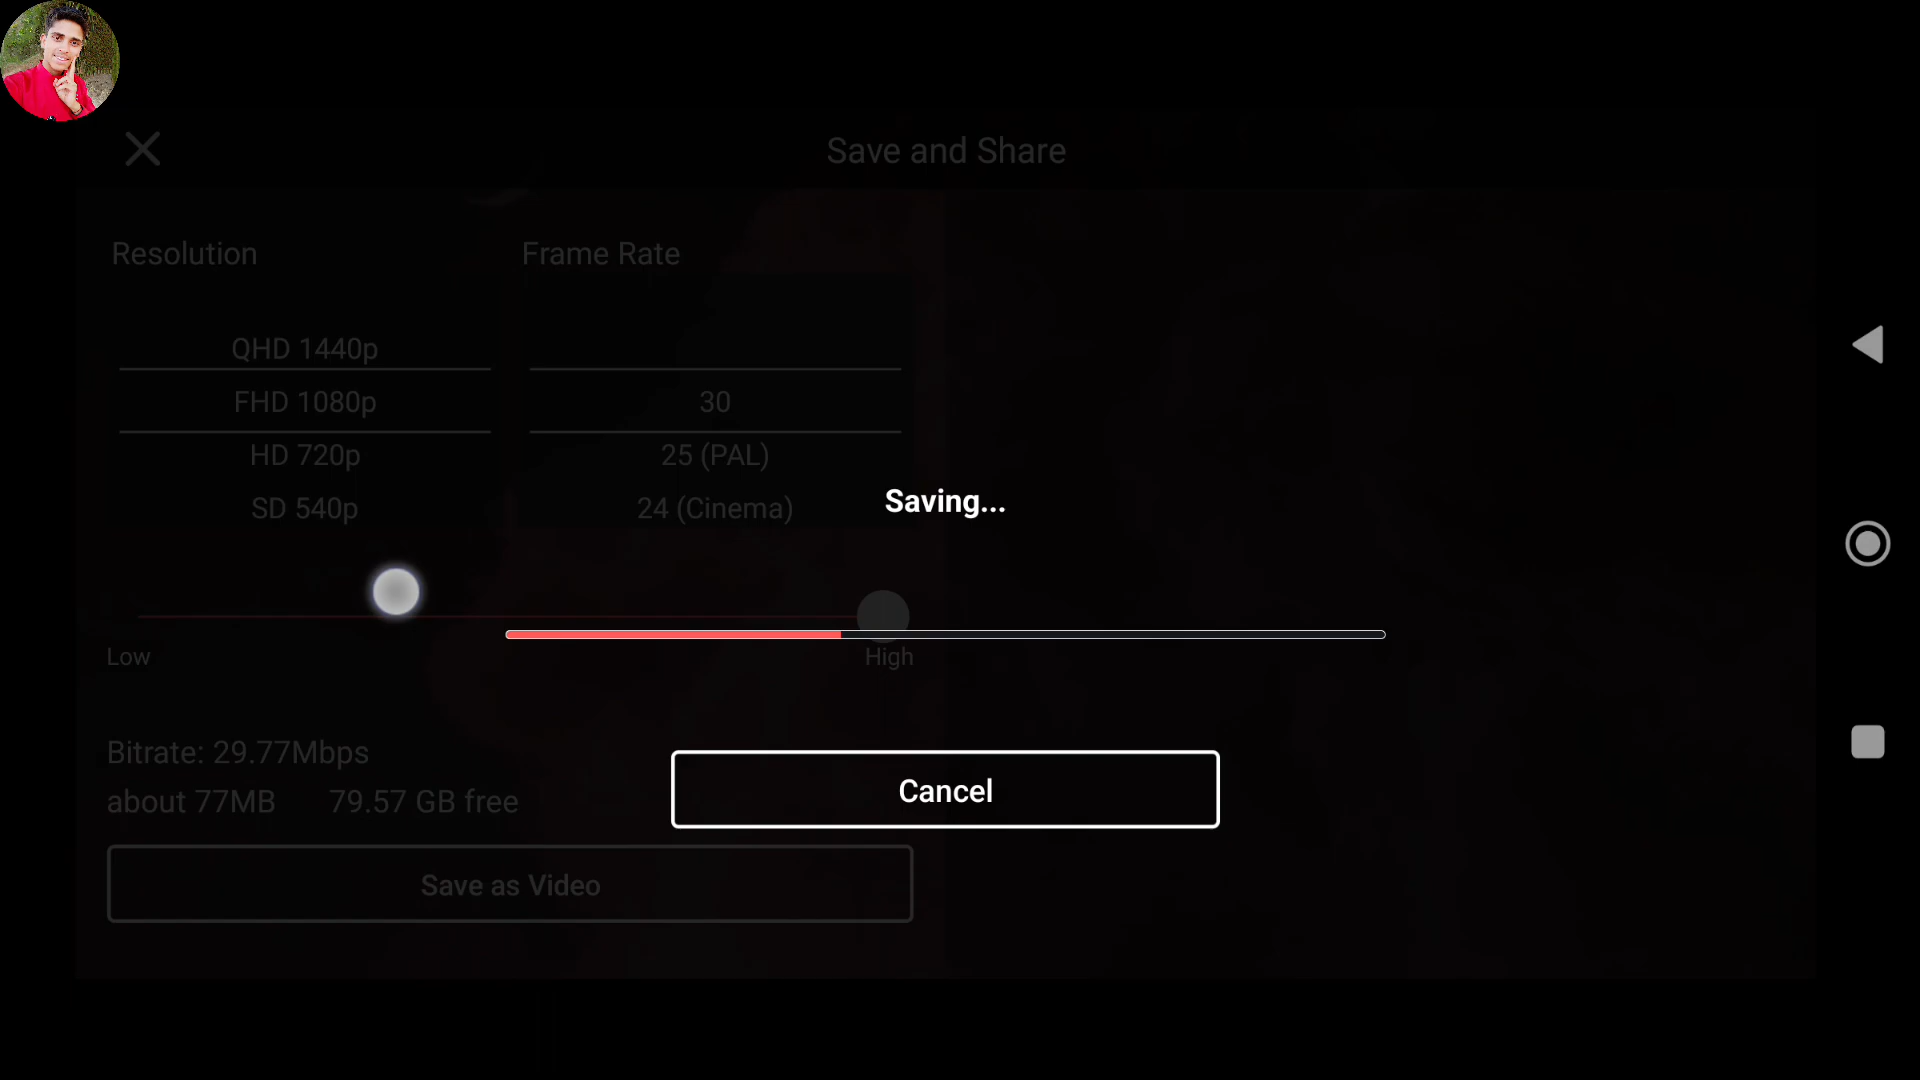 Save and Share
Resolution
Frame Rate
QHD 1440p
FHD 1080p
30
HD 720p
25 (PAL)
SD 540p
24 (Cinema)
Saving...
Low
High
Bitrate: 29.77Mbps
about 77MB
79.57 GB free
Cancel
Save as Video